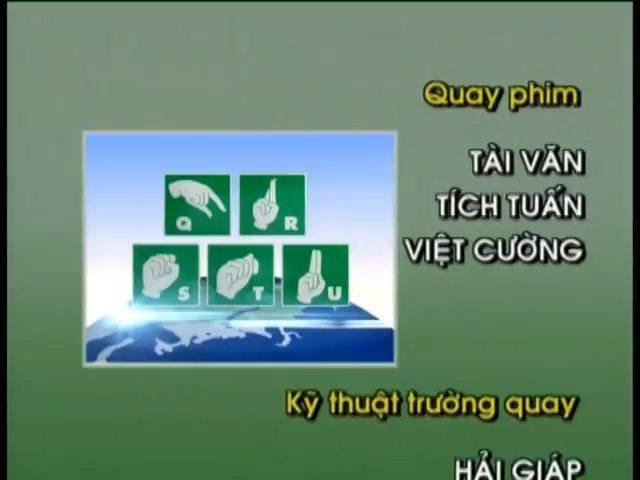 Quay phim
TÀI VĂN
TÍCH TUẤN
VIỆT CƯỜNG
Q R
S T U
Kỹ thuật trường quay
HẢI GIÁP